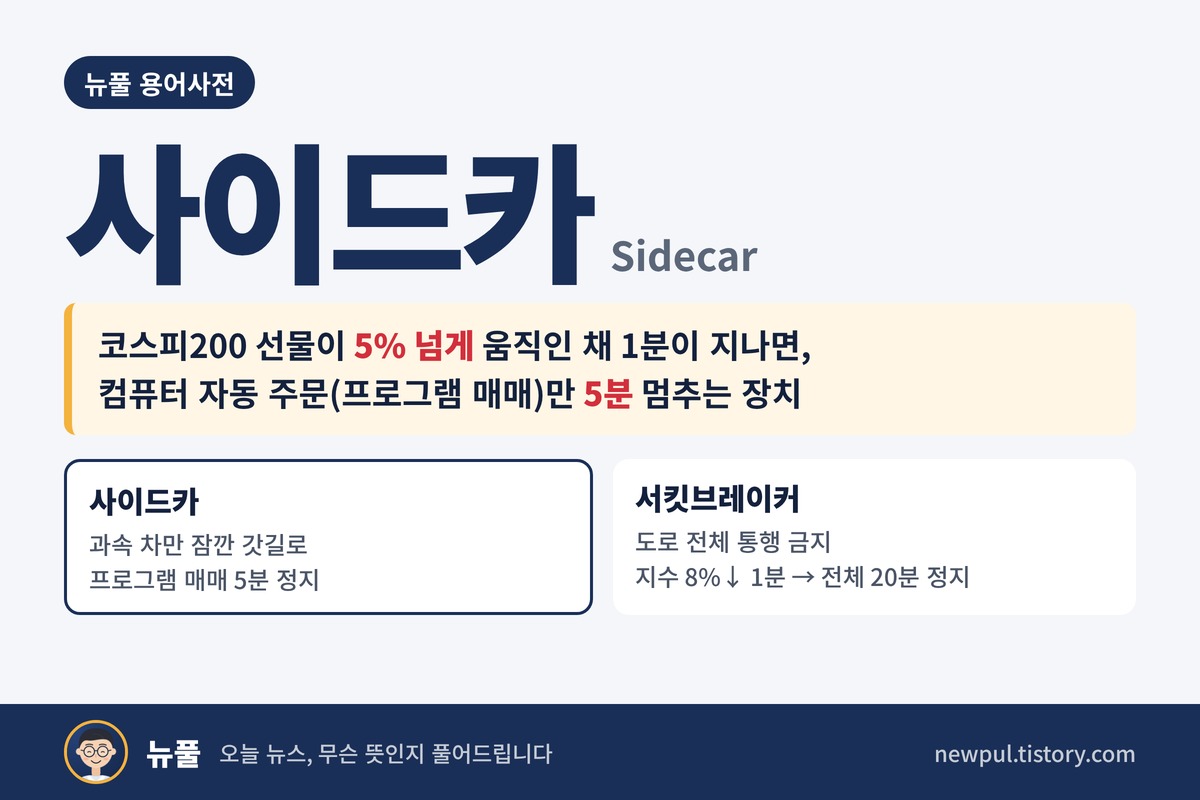 뉴풀 용어사전
사이드카 Sidecar
코스피200 선물이 5% 넘게 움직인 채 1분이 지나면,
컴퓨터 자동 주문(프로그램 매매)만 5분 멈추는 장치
사이드카
과속 차만 잠깐 갓길로
프로그램 매매 5분 정지
서킷브레이커
도로 전체 통행 금지
지수 8%↓ 1분 → 전체 20분 정지
뉴풀 오늘 뉴스, 무슨 뜻인지 풀어드립니다
newpul.tistory.com